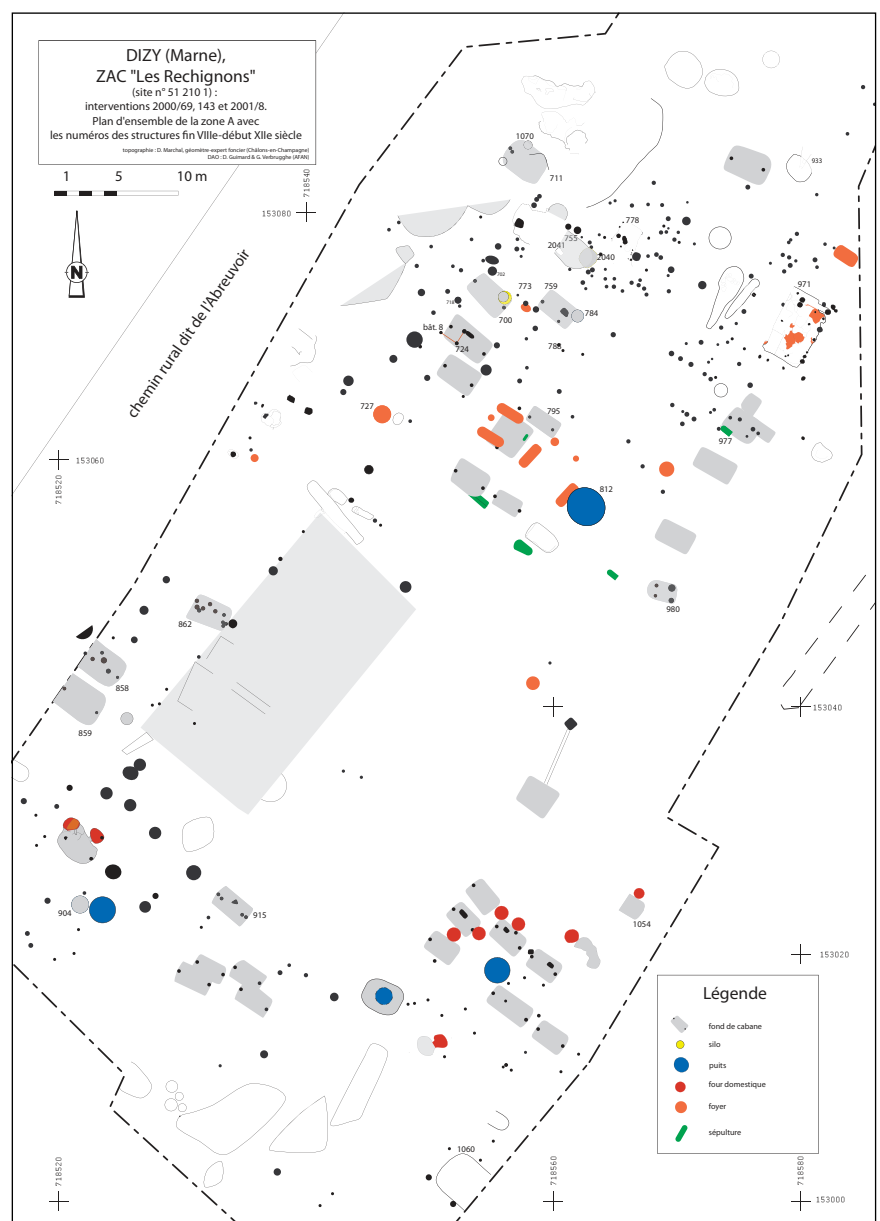 DIZY (Marne),
ZAC "Les Rechignons"
(site n° 51 210 1) :
interventions 2000/69, 143 et 2001/8.
Plan d'ensemble de la zone A avec
les numéros des structures fin VIIIe-début XIIe siècle
topographie : D. Marchal, géomètre-expert foncier (Châlons-en-Champagne)
DAO : D. Guimard & G. Verbrugghe (AFAN)
1 5 10 m
718540
153080
N
chemin rural dit de l'Abreuvoir
1070
711
933
778
755
2041
2040
702
773
759
971
718
700
784
bât. 8
724
788
727
795
977
153060
718520
812
980
862
858
859
153040
904
915
1054
153020
Légende
fond de cabane
silo
puits
four domestique
foyer
sépulture
1060
718520
718560
718580
153000